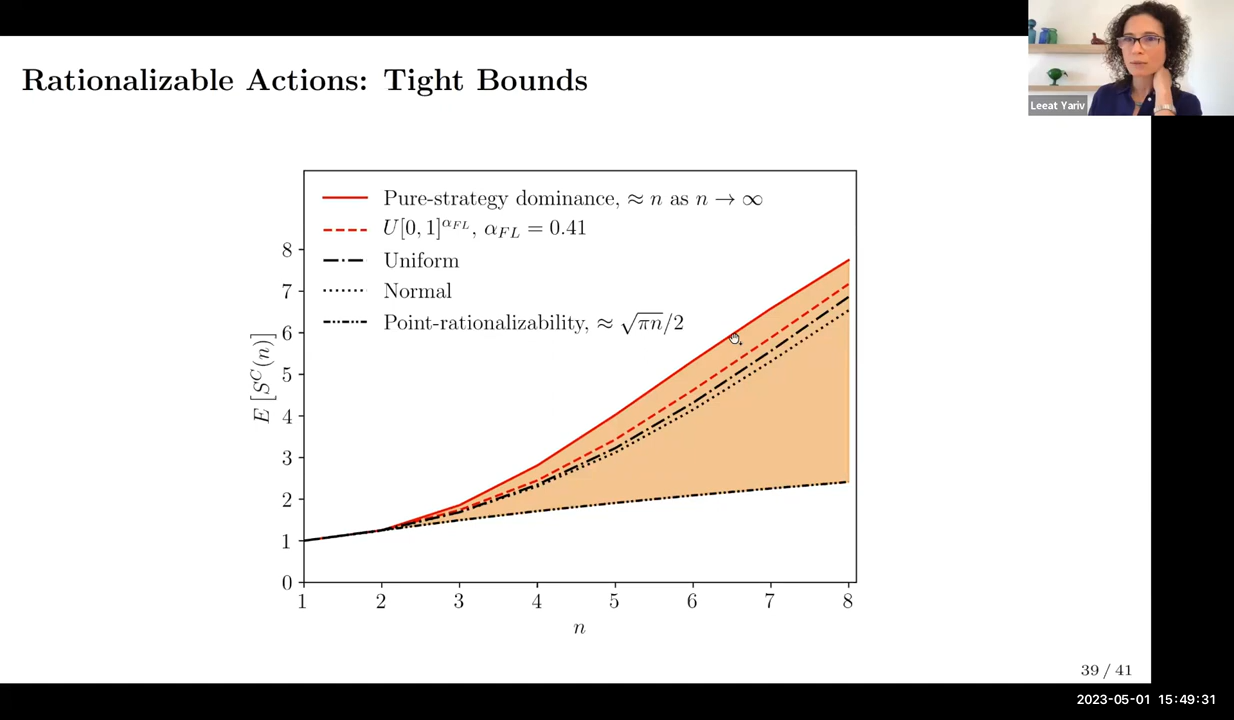 Rationalizable Actions: Tight Bounds
Leeat Yariv
Pure-strategy dominance, ≈ n as n → ∞
U[0, 1]^{α_{FL}}, α_{FL} = 0.41
Uniform
Normal
Point-rationalizability, ≈ √πn/2
E [S^C(n)]
8
7
6
5
4
3
2
1
0
1 2 3 4 5 6 7 8
n
39 / 41
2023-05-01 15:49:31